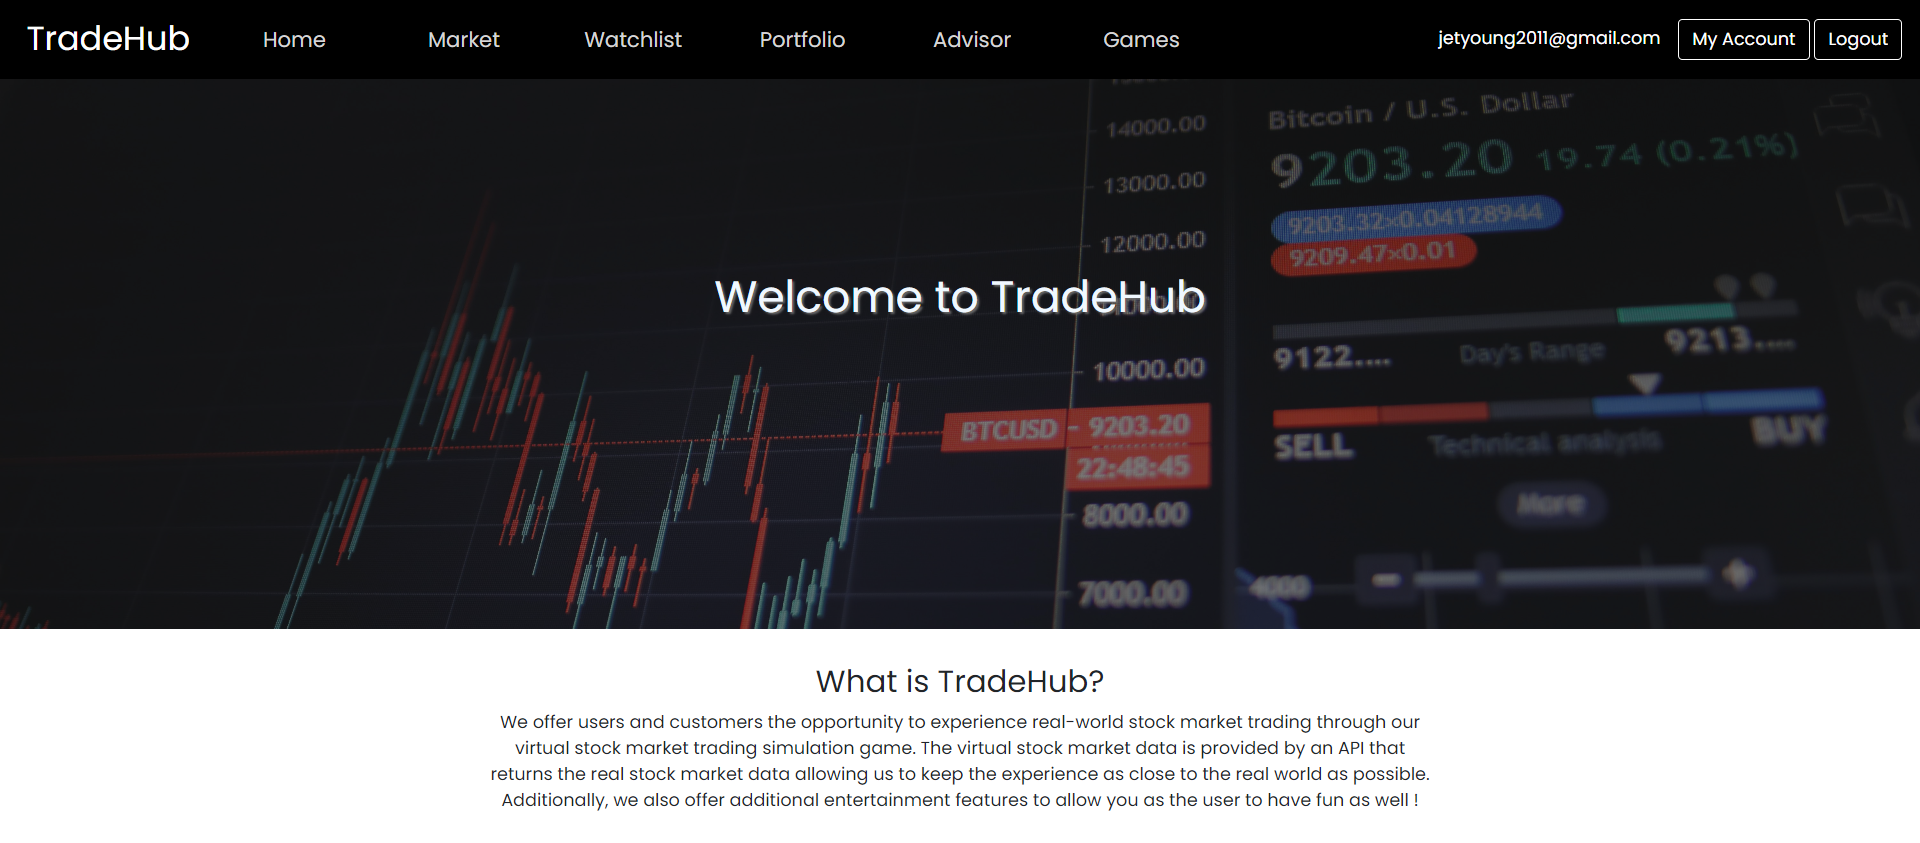 TradeHub Home Market Watchlist Portfolio Advisor Games jetyoung2011@gmail.com My Account Logout
14000.00
13000.00
12000.00
10000.00
BTCUSD 9203.20
22:48:45
8000.00
7000.00
Bitcoin / U.S. Dollar
9203.20 19.74 (0.21%)
9203.32×0.04128944
9209.47×0.01
9122.... Day's Range 9213....
SELL Technical analysis BUY
More
4000
Welcome to TradeHub
What is TradeHub?
We offer users and customers the opportunity to experience real-world stock market trading through our
virtual stock market trading simulation game. The virtual stock market data is provided by an API that
returns the real stock market data allowing us to keep the experience as close to the real world as possible.
Additionally, we also offer additional entertainment features to allow you as the user to have fun as well !